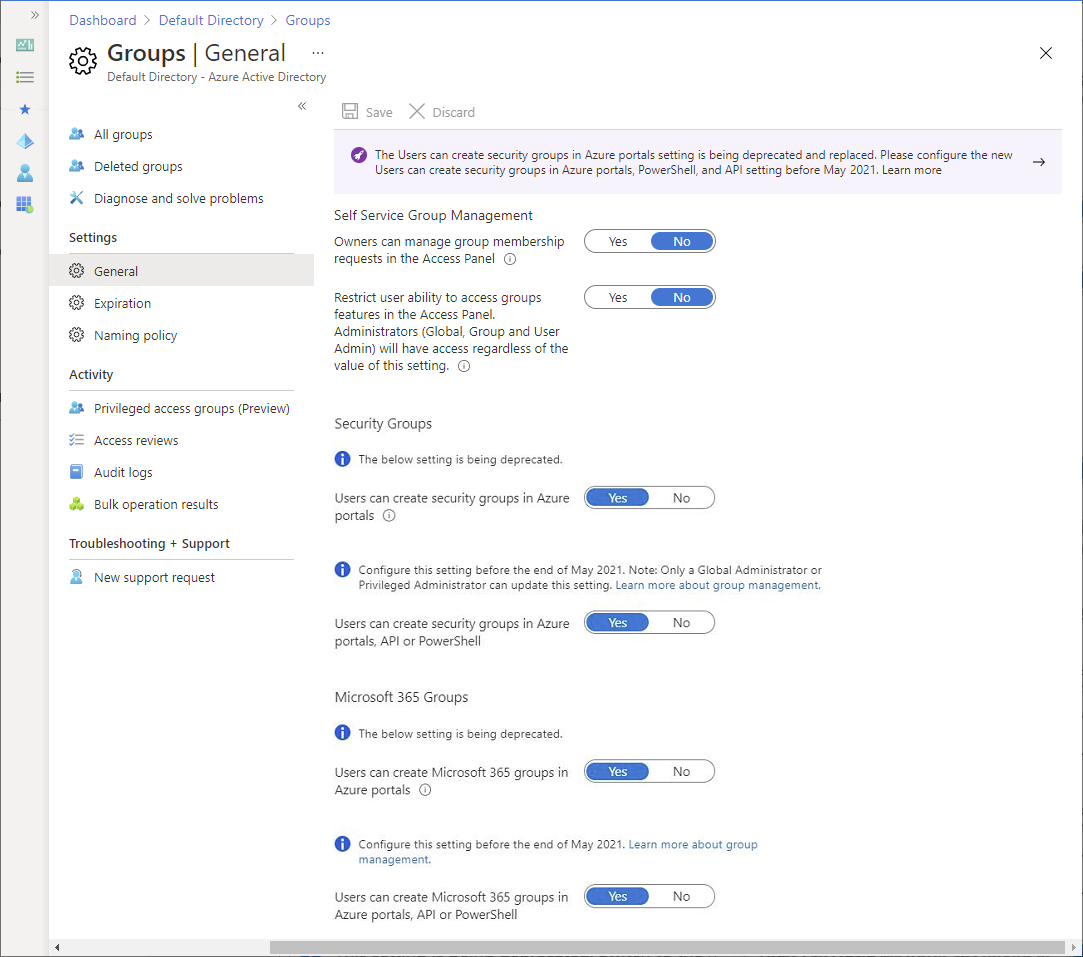 Dashboard > Default Directory > Groups
Groups | General ...
Default Directory - Azure Active Directory
All groups
Deleted groups
Diagnose and solve problems
Settings
General
Expiration
Naming policy
Activity
Privileged access groups (Preview)
Access reviews
Audit logs
Bulk operation results
Troubleshooting + Support
New support request
Save Discard
The Users can create security groups in Azure portals setting is being deprecated and replaced. Please configure the new
Users can create security groups in Azure portals, PowerShell, and API setting before May 2021. Learn more
Self Service Group Management
Owners can manage group membership
requests in the Access Panel
Yes No
Restrict user ability to access groups
features in the Access Panel.
Administrators (Global, Group and User
Admin) will have access regardless of the
value of this setting.
Yes No
Security Groups
The below setting is being deprecated.
Users can create security groups in Azure
portals
Yes No
Configure this setting before the end of May 2021. Note: Only a Global Administrator or
Privileged Administrator can update this setting. Learn more about group management.
Users can create security groups in Azure
portals, API or PowerShell
Yes No
Microsoft 365 Groups
The below setting is being deprecated.
Users can create Microsoft 365 groups in
Azure portals
Yes No
Configure this setting before the end of May 2021. Learn more about group
management.
Users can create Microsoft 365 groups in
Azure portals, API or PowerShell
Yes No